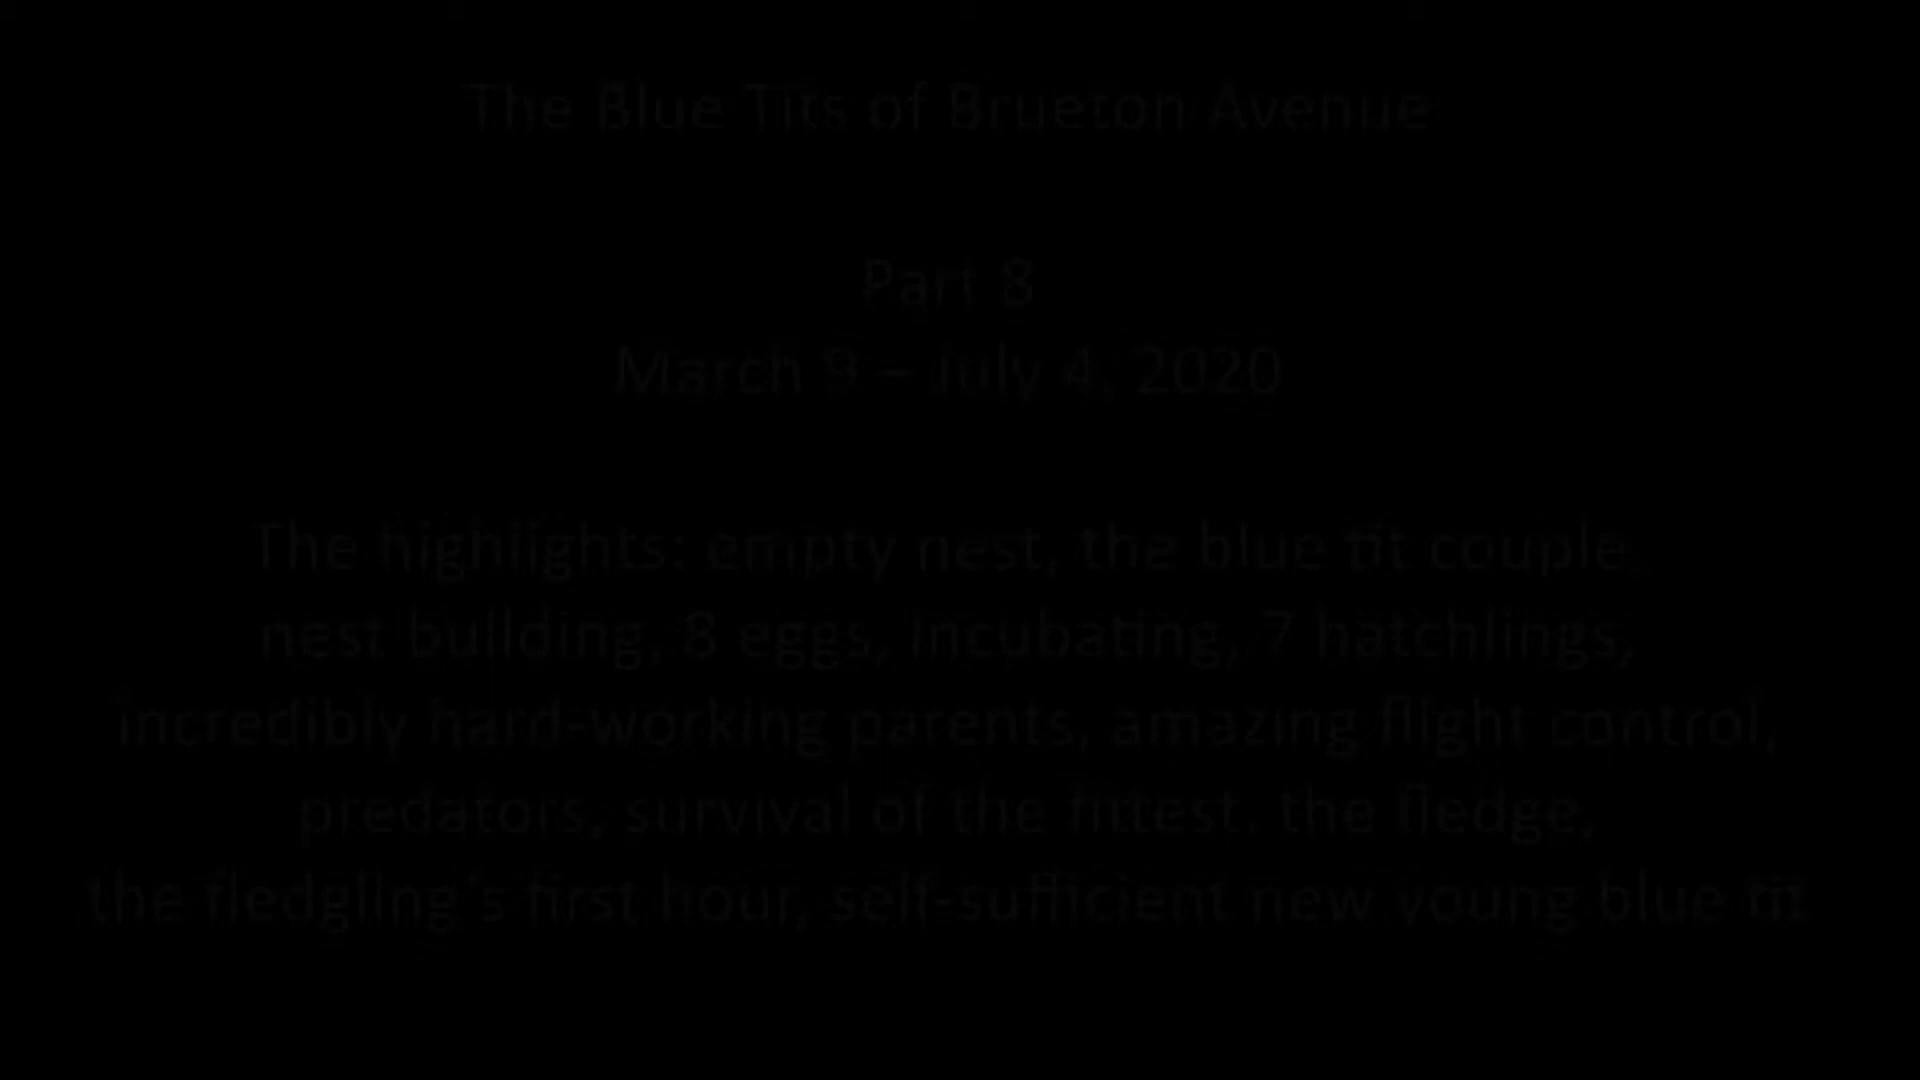 The Blue Tits of Brueton Avenue
Part 8
March 9 – July 4, 2020
The highlights: empty nest, the blue tit couple,
nest building, 8 eggs, incubating, 7 hatchlings,
incredibly hard-working parents, amazing flight control,
predators, survival of the fittest, the fledge,
the fledgling's first hour, self-sufficient new young blue tit